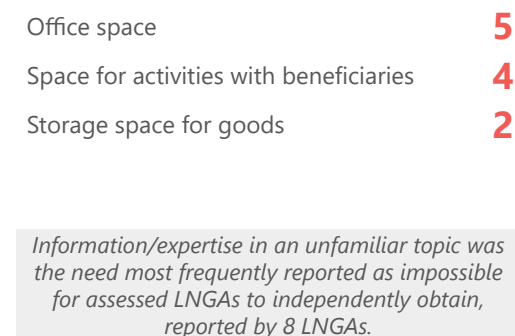 Office space 5
Space for activities with beneficiaries 4
Storage space for goods 2
Information/expertise in an unfamiliar topic was
the need most frequently reported as impossible
for assessed LNGAs to independently obtain,
reported by 8 LNGAs.